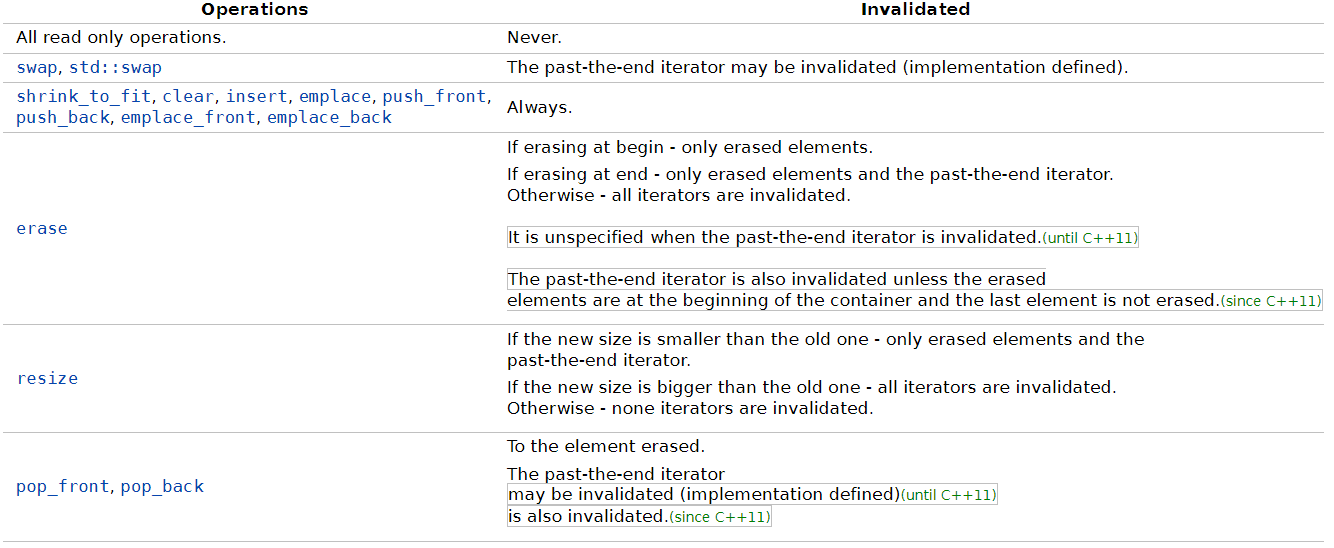 Operations Invalidated
All read only operations. Never.
swap, std::swap The past-the-end iterator may be invalidated (implementation defined).
shrink_to_fit, clear, insert, emplace, push_front,
push_back, emplace_front, emplace_back
Always.
erase
If erasing at begin - only erased elements.
If erasing at end - only erased elements and the past-the-end iterator.
Otherwise - all iterators are invalidated.
It is unspecified when the past-the-end iterator is invalidated.(until C++11)
The past-the-end iterator is also invalidated unless the erased
elements are at the beginning of the container and the last element is not erased.(since C++11)
resize
If the new size is smaller than the old one - only erased elements and the
past-the-end iterator.
If the new size is bigger than the old one - all iterators are invalidated.
Otherwise - none iterators are invalidated.
pop_front, pop_back
To the element erased.
The past-the-end iterator
may be invalidated (implementation defined)(until C++11)
is also invalidated.(since C++11)